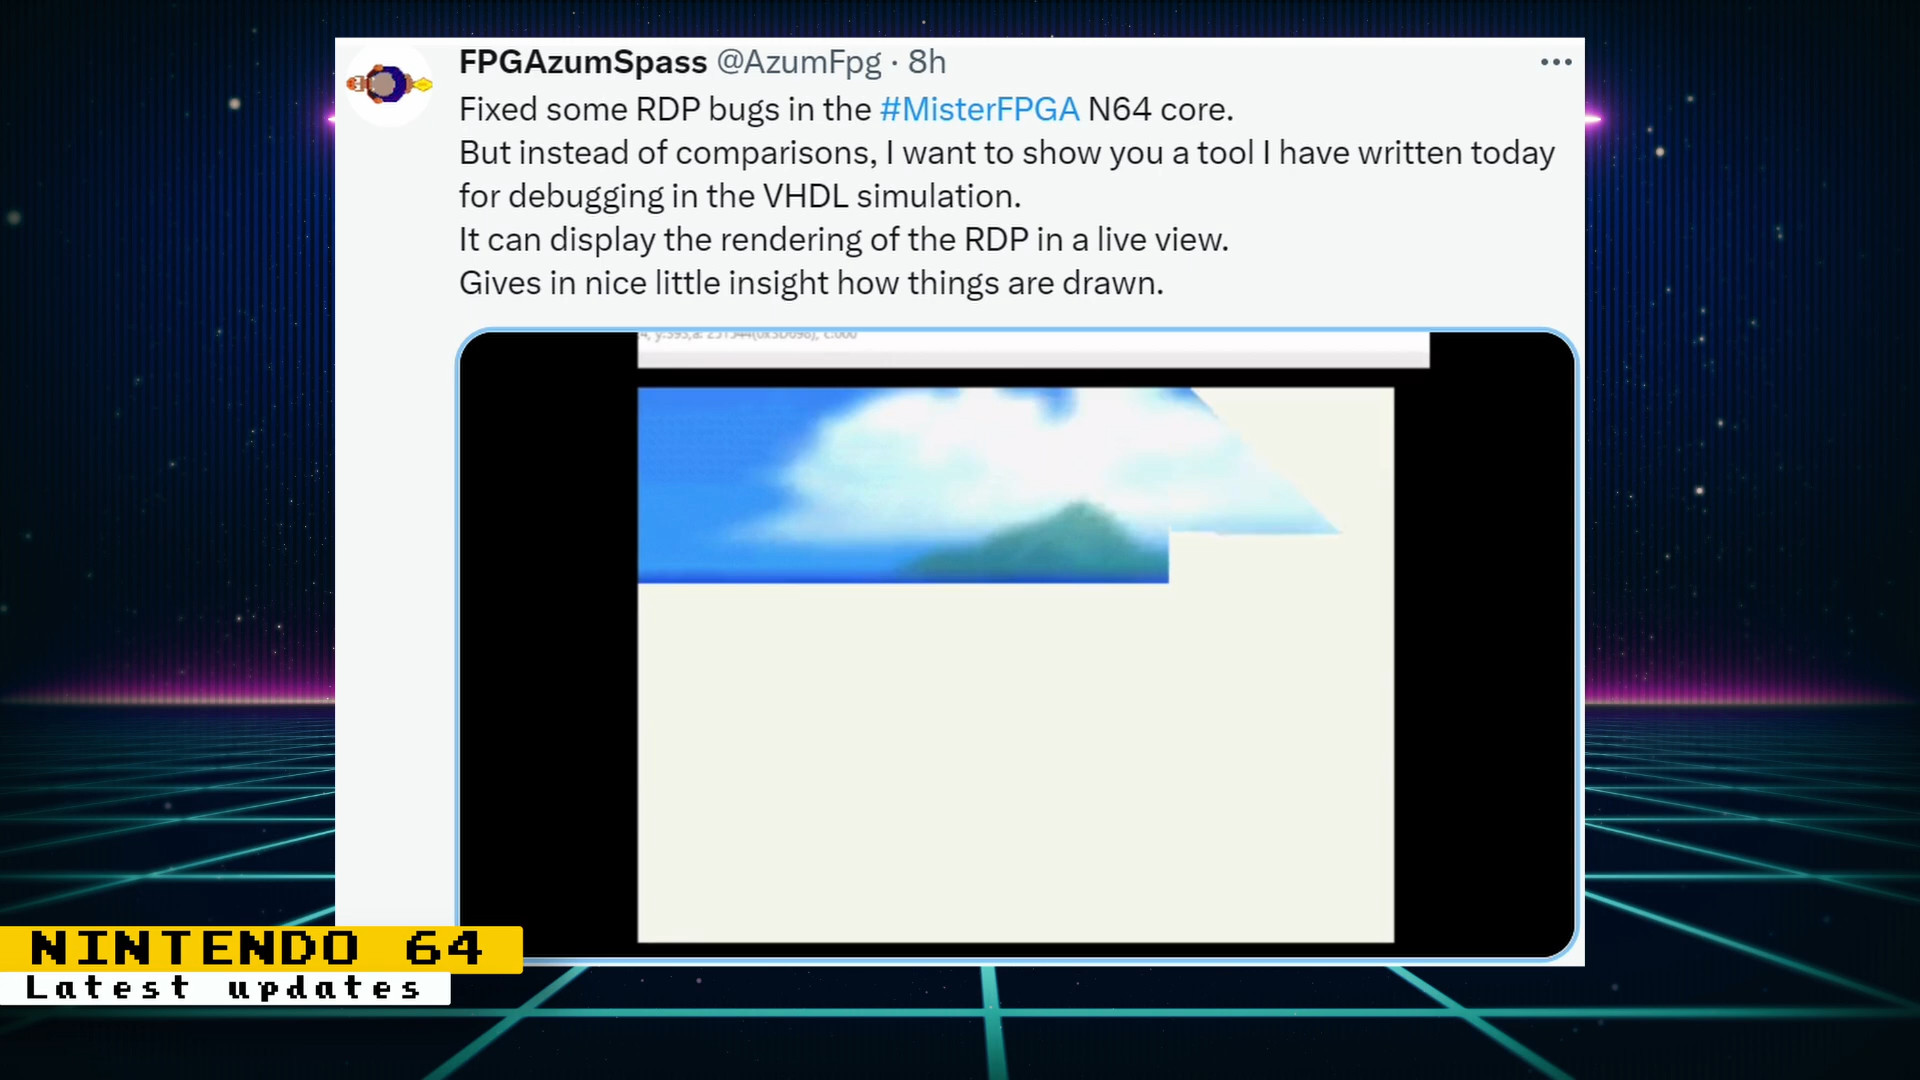 FPGAzumSpass @AzumFpg · 8h
Fixed some RDP bugs in the #MisterFPGA N64 core.
But instead of comparisons, I want to show you a tool I have written today
for debugging in the VHDL simulation.
It can display the rendering of the RDP in a live view.
Gives in nice little insight how things are drawn.
NINTENDO 64
Latest updates